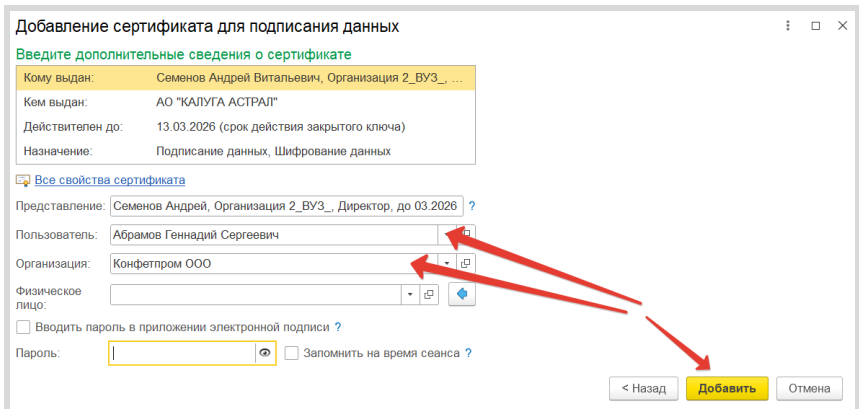 Добавление сертификата для подписания данных
Введите дополнительные сведения о сертификате
Кому выдан: Семенов Андрей Витальевич, Организация 2_ВУЗ_, ...
Кем выдан: АО "КАЛУГА АСТРАЛ"
Действителен до: 13.03.2026 (срок действия закрытого ключа)
Назначение: Подписание данных, Шифрование данных
Все свойства сертификата
Представление: Семенов Андрей, Организация 2_ВУЗ_, Директор, до 03.2026 ?
Пользователь: Абрамов Геннадий Сергеевич
Организация: Конфетпром ООО
Физическое
лицо:
Вводить пароль в приложении электронной подписи ?
Пароль: Запомнить на время сеанса ?
< Назад Добавить Отмена